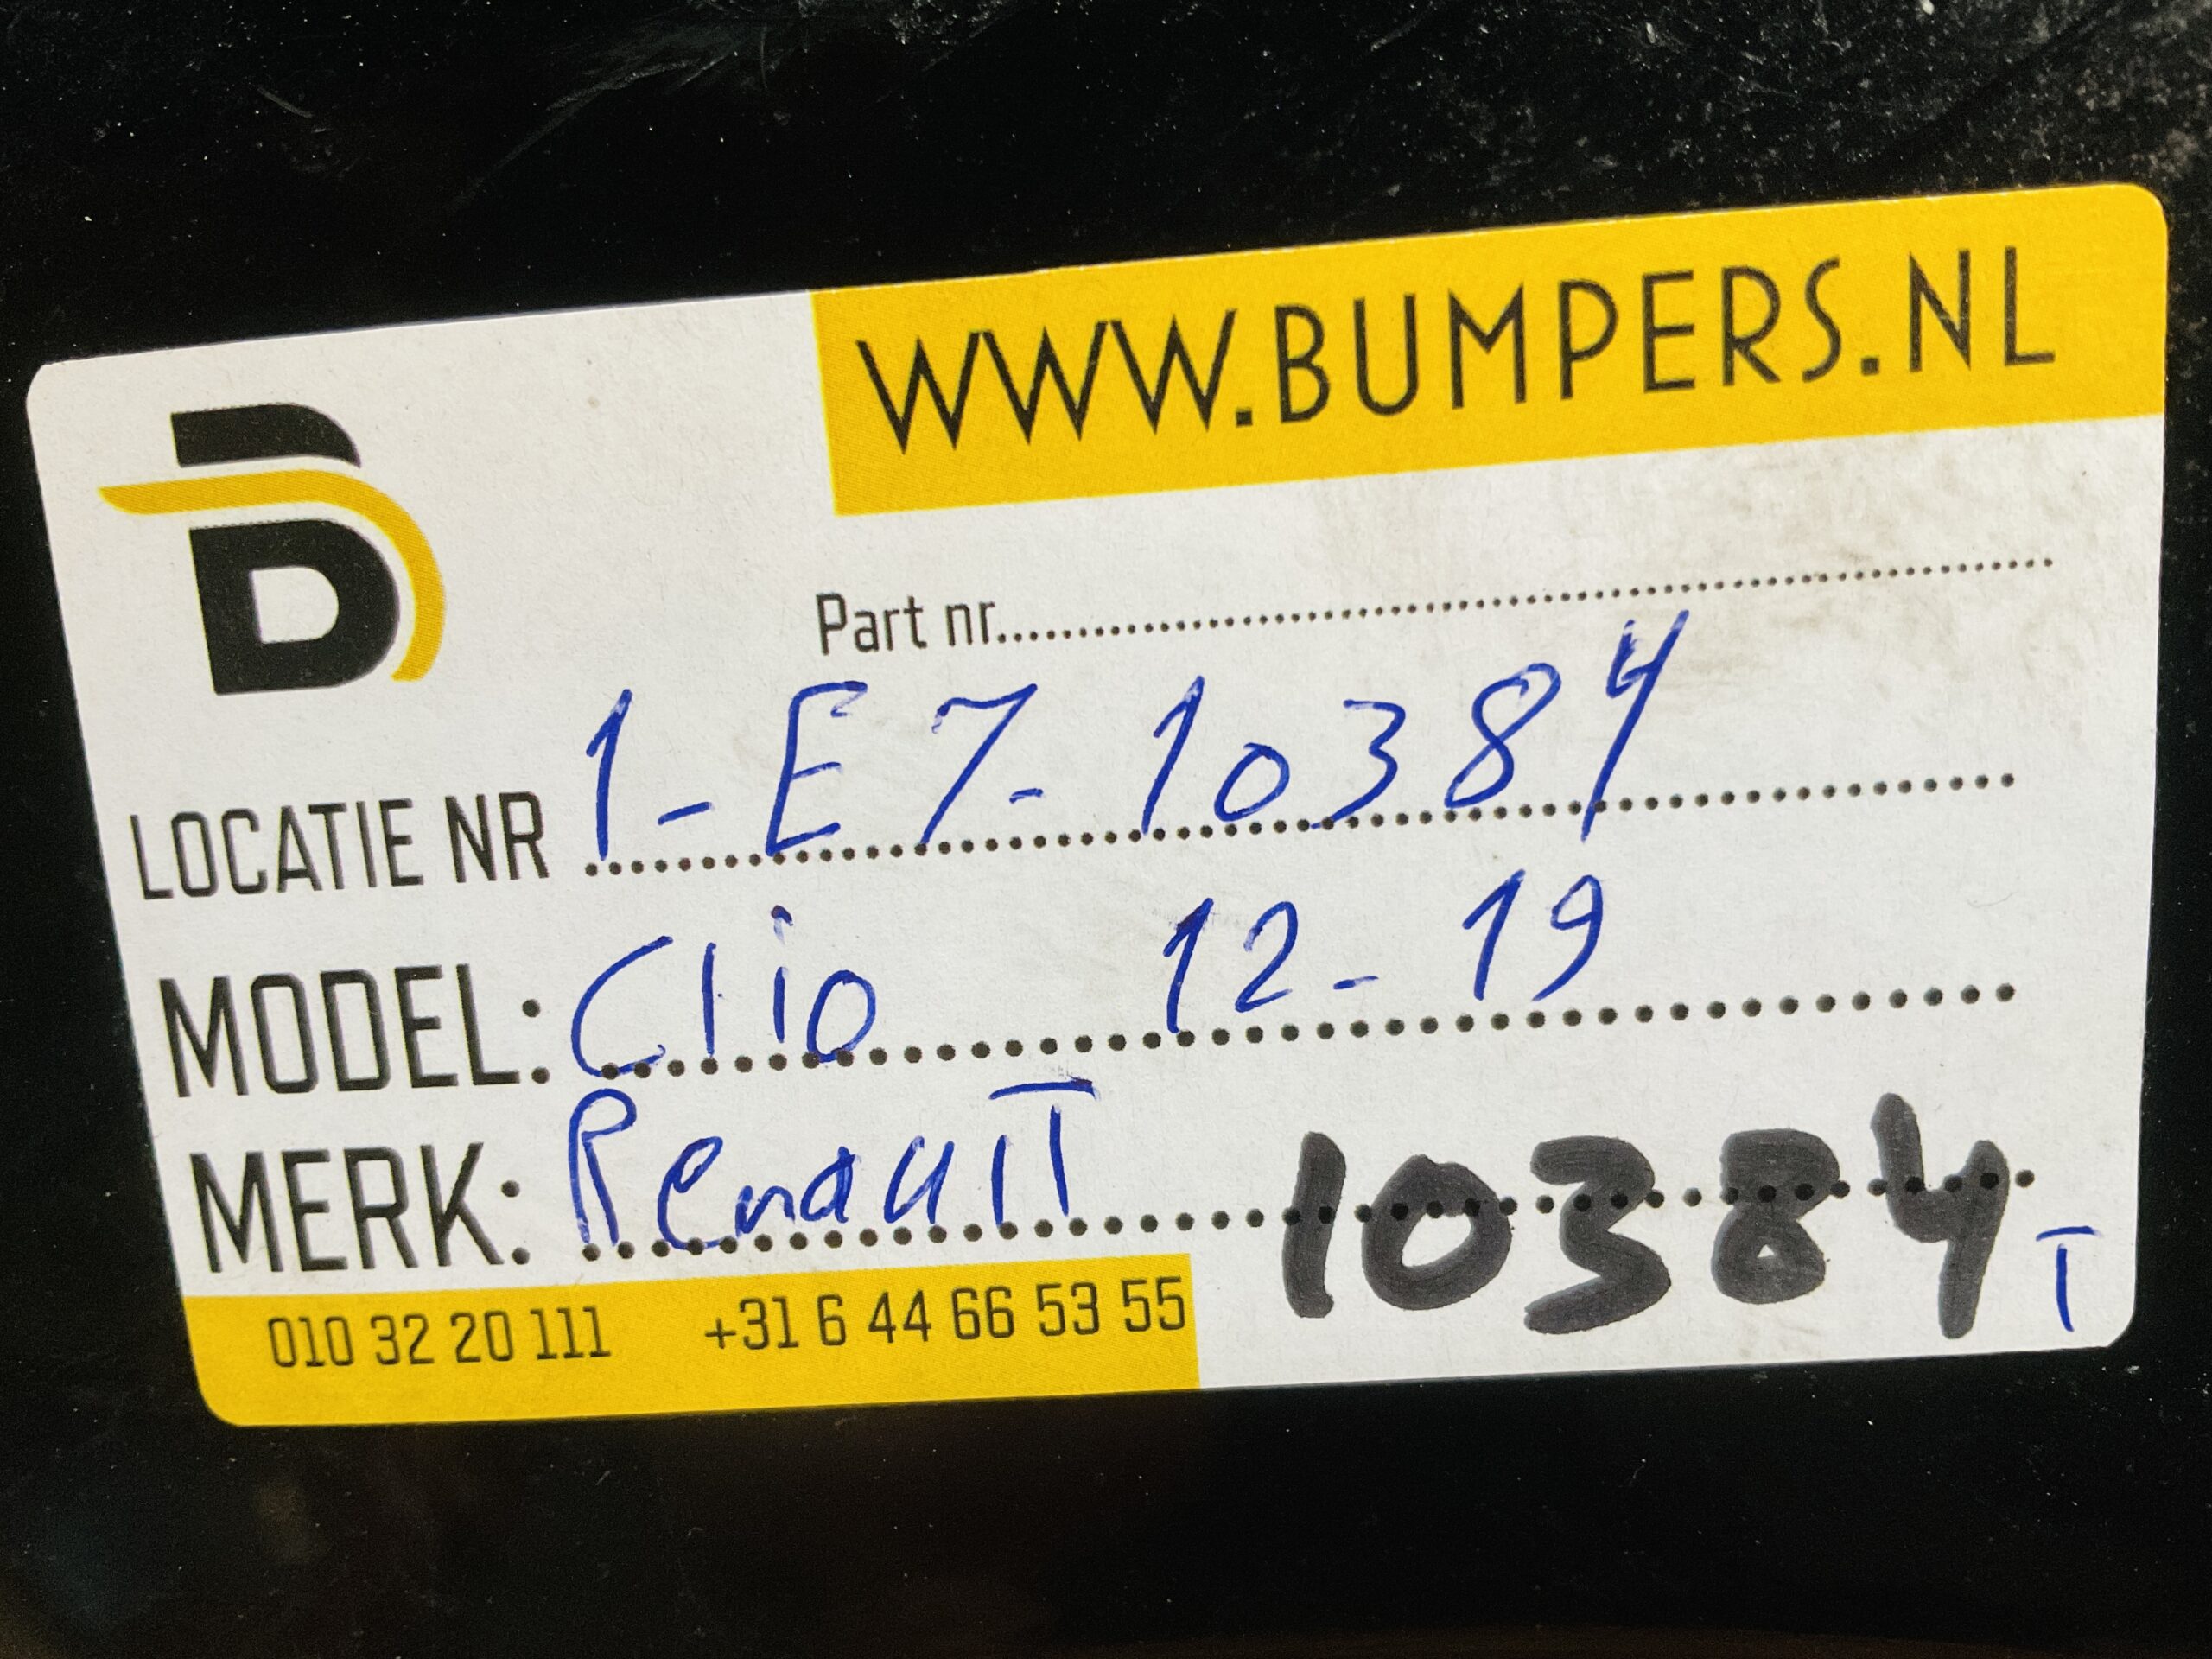 WWW.BUMPERS.NL
B
Part nr.
LOCATIE NR 1-E7-10384
MODEL: Clio 12-19
MERK: Renault 10384 T
010 32 20 111 +31 6 44 66 53 55